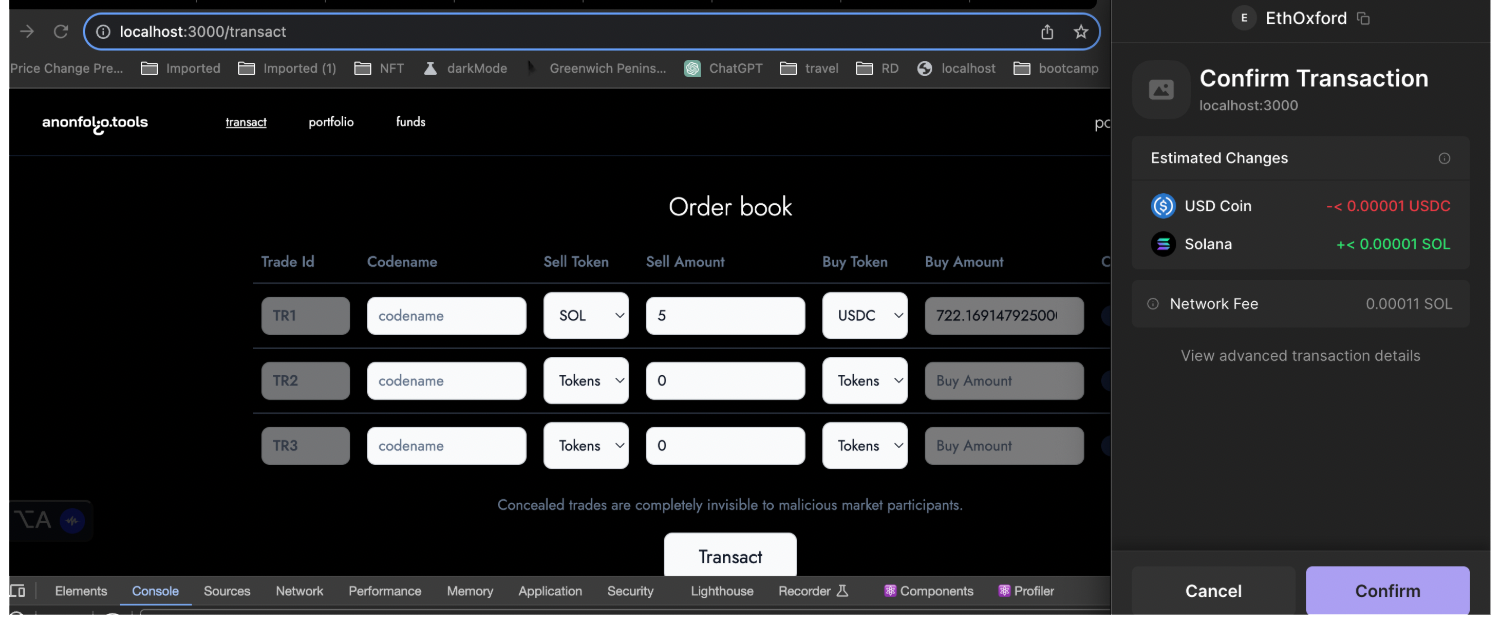 localhost:3000/transact
Price Change Pre... Imported Imported (1) NFT darkMode Greenwich Penins... ChatGPT travel RD localhost bootcamp
anonfolio.tools transact portfolio funds
Order book
Trade Id Codename Sell Token Sell Amount Buy Token Buy Amount
TR1 codename SOL 5 USDC 722.16914792500
TR2 codename Tokens 0 Tokens Buy Amount
TR3 codename Tokens 0 Tokens Buy Amount
Concealed trades are completely invisible to malicious market participants.
⌥A
Transact
Elements Console Sources Network Performance Memory Application Security Lighthouse Recorder Components Profiler
E EthOxford
Confirm Transaction
localhost:3000
Estimated Changes
USD Coin -< 0.00001 USDC
Solana +< 0.00001 SOL
Network Fee 0.00011 SOL
View advanced transaction details
Cancel Confirm